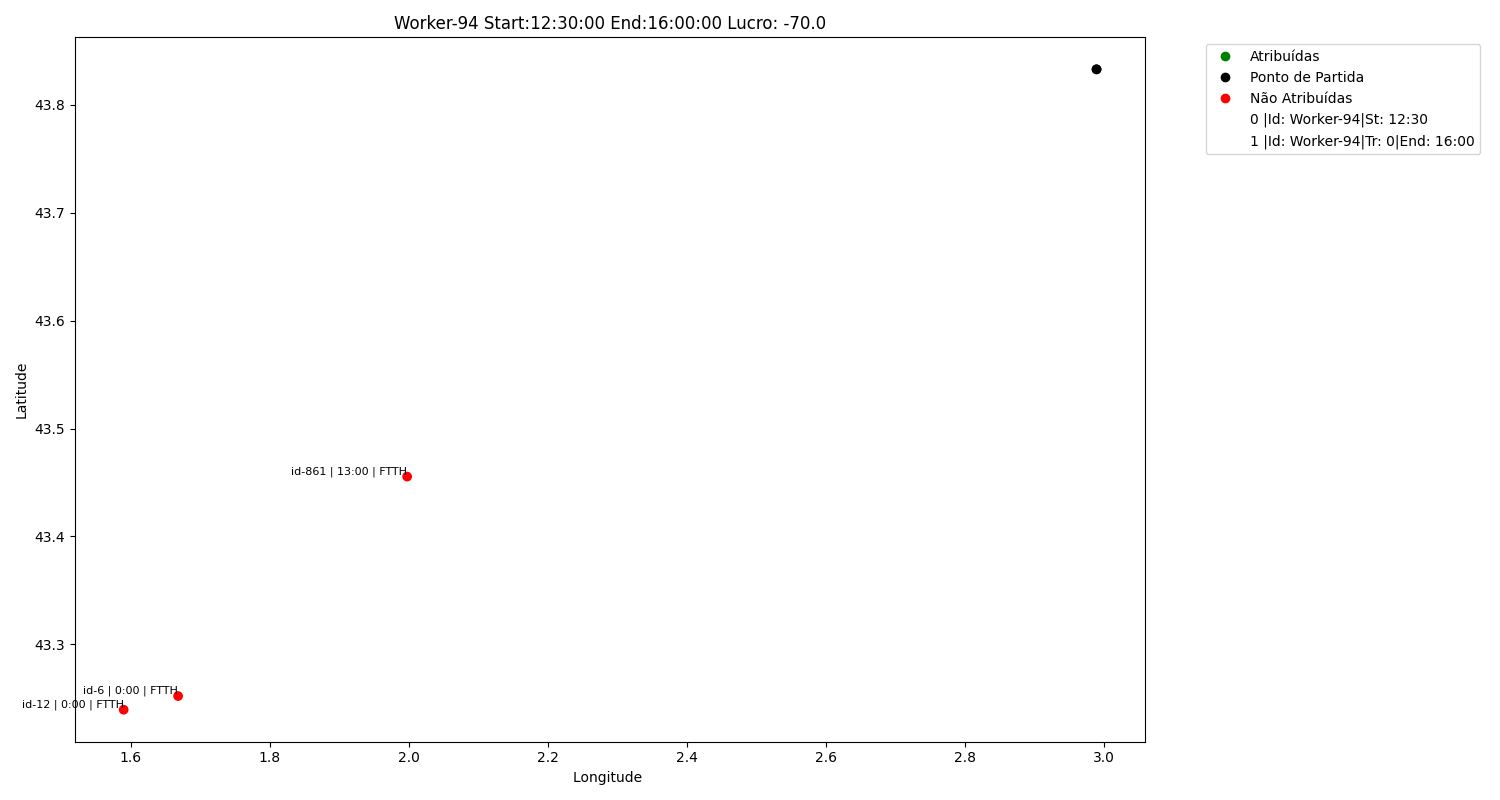 Worker-94 Start:12:30:00 End:16:00:00 Lucro: -70.0
Atribuídas
Ponto de Partida
Não Atribuídas
0 |Id: Worker-94|St: 12:30
1 |Id: Worker-94|Tr: 0|End: 16:00
43.8
43.7
43.6
43.5
43.4
43.3
Latitude
id-861 | 13:00 | FTTH
id-6 | 0:00 | FTTH
id-12 | 0:00 | FTTH
1.6 1.8 2.0 2.2 2.4 2.6 2.8 3.0
Longitude